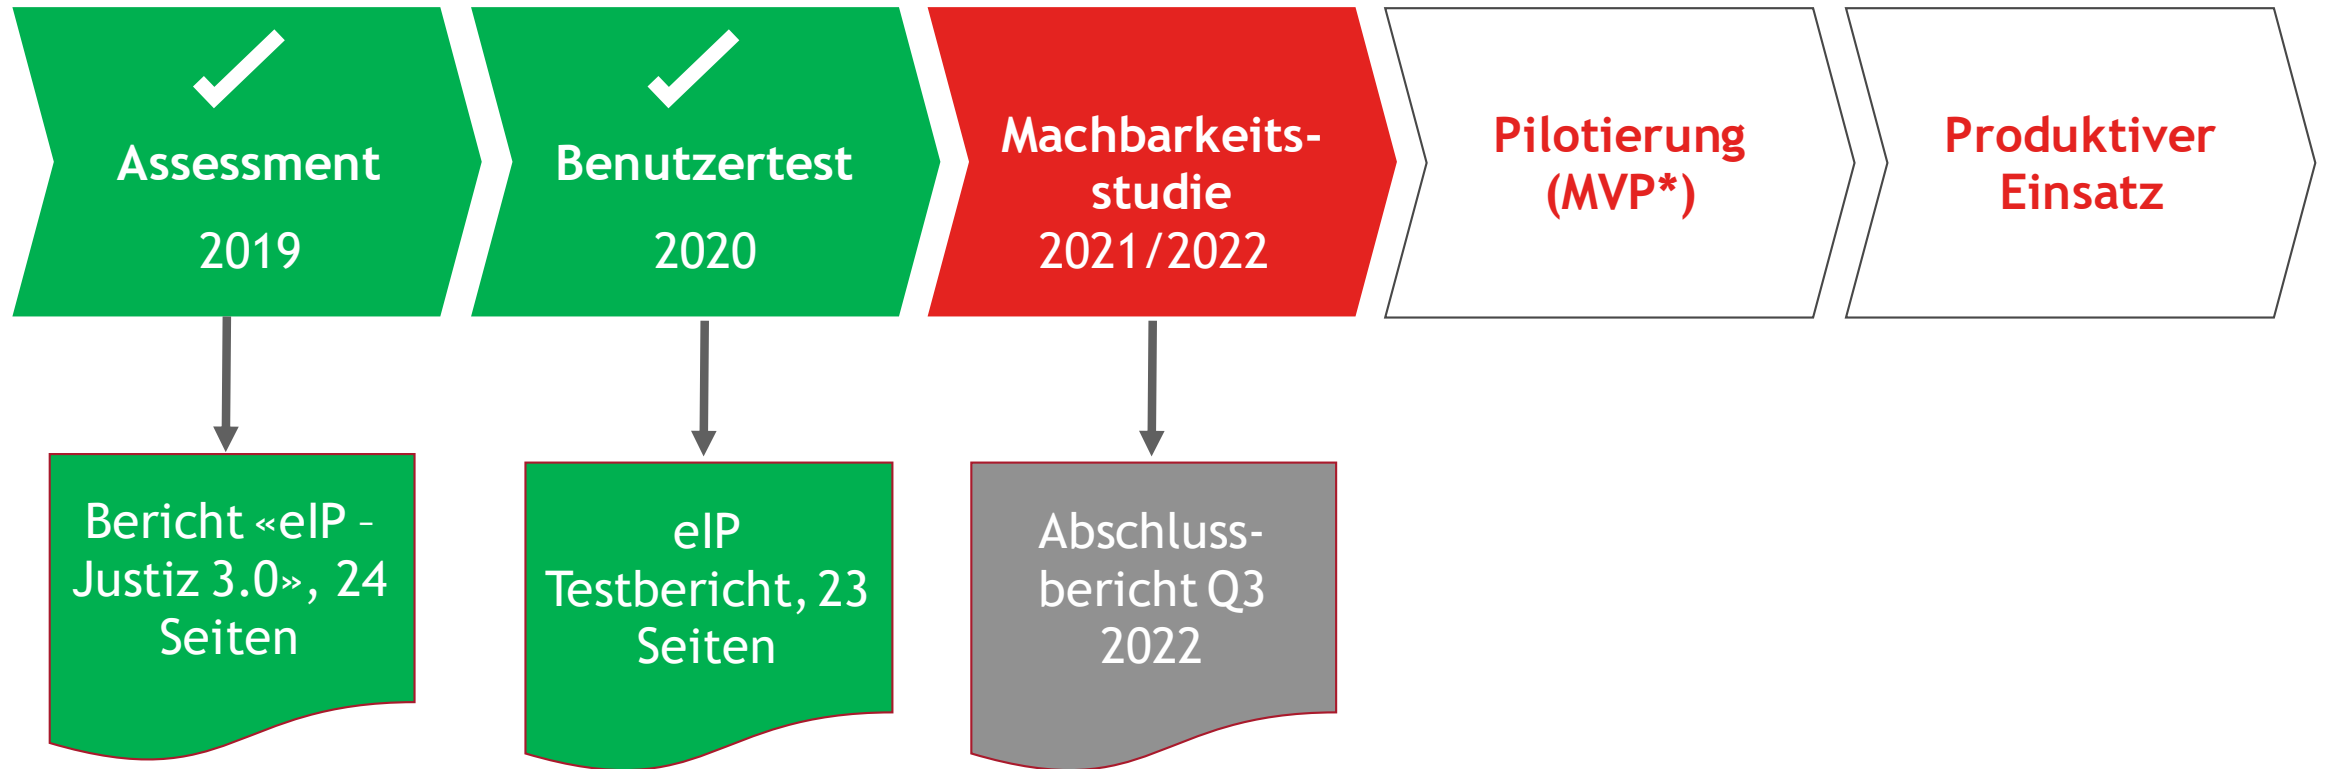 Assessment
2019
Benutzertest
2020
Machbarkeits-
studie
2021/2022
Pilotierung
(MVP*)
Produktiver
Einsatz
Bericht «eIP –
Justiz 3.0», 24
Seiten
eIP
Testbericht, 23
Seiten
Abschluss-
bericht Q3
2022